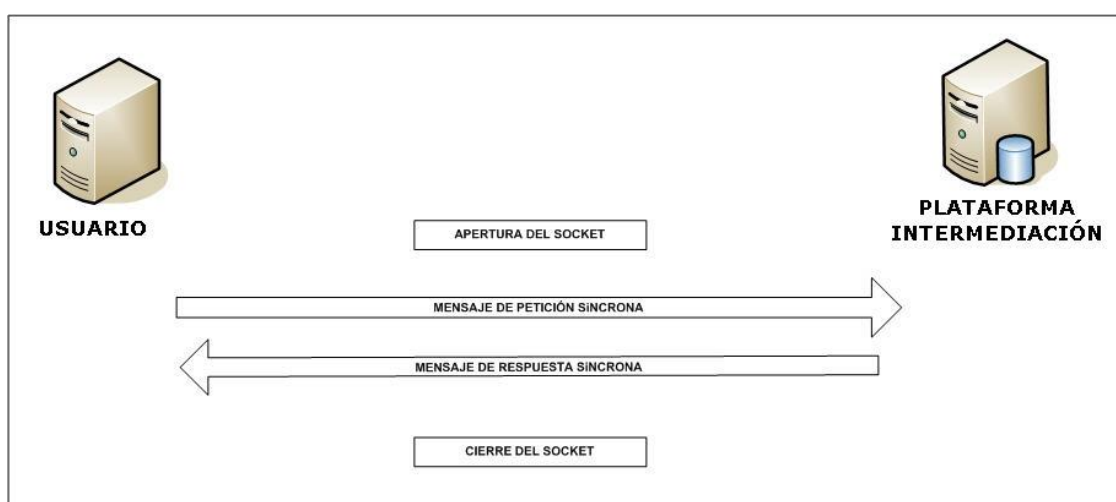 USUARIO
PLATAFORMA
INTERMEDIACIÓN
APERTURA DEL SOCKET
MENSAJE DE PETICIÓN SíNCRONA
MENSAJE DE RESPUESTA SíNCRONA
CIERRE DEL SOCKET